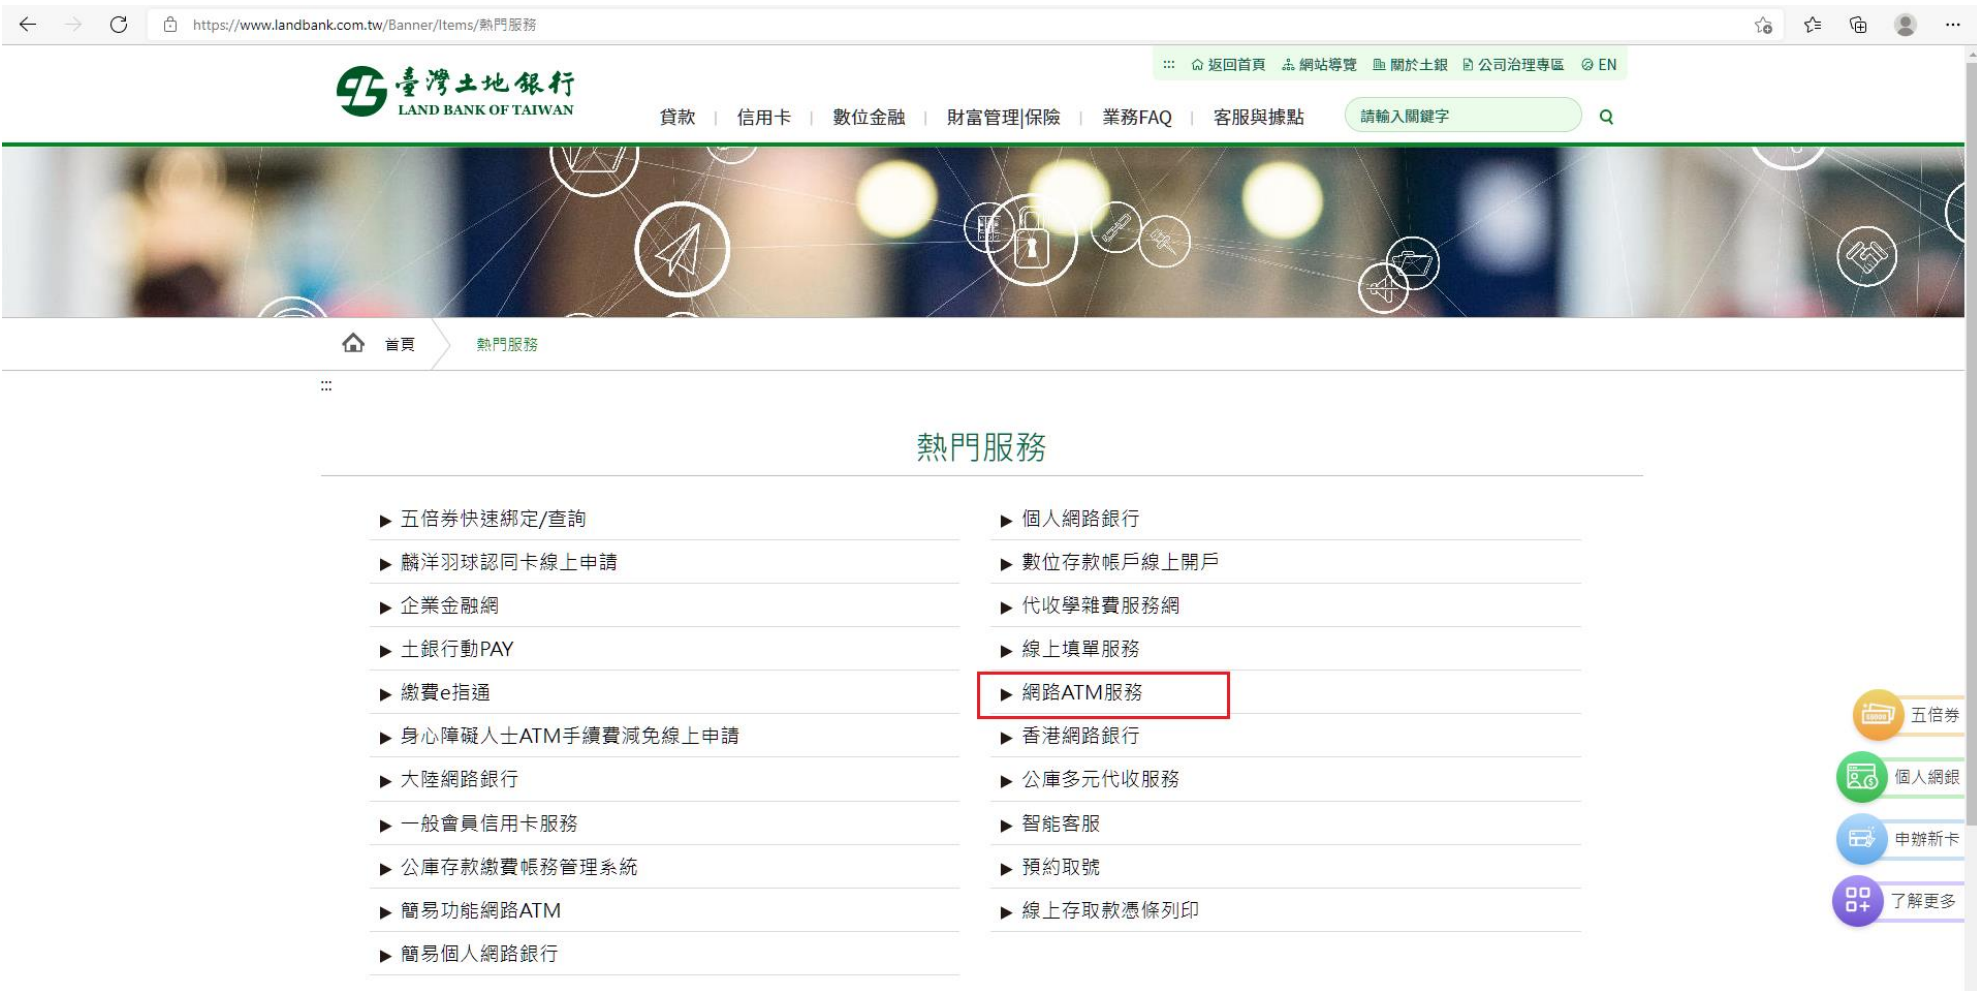 https://www.landbank.com.tw/Banner/Items/熱門服務
::: 返回首頁 網站導覽 關於土銀 公司治理專區 EN
臺灣土地銀行
LAND BANK OF TAIWAN
貸款 | 信用卡 | 數位金融 | 財富管理|保險 | 業務FAQ | 客服與據點
請輸入關鍵字
首頁 熱門服務
:::
熱門服務
▶ 五倍券快速綁定/查詢
▶ 麟洋羽球認同卡線上申請
▶ 企業金融網
▶ 土銀行動PAY
▶ 繳費e指通
▶ 身心障礙人士ATM手續費減免線上申請
▶ 大陸網路銀行
▶ 一般會員信用卡服務
▶ 公庫存款繳費帳務管理系統
▶ 簡易功能網路ATM
▶ 簡易個人網路銀行
▶ 個人網路銀行
▶ 數位存款帳戶線上開戶
▶ 代收學雜費服務網
▶ 線上填單服務
▶ 網路ATM服務
▶ 香港網路銀行
▶ 公庫多元代收服務
▶ 智能客服
▶ 預約取號
▶ 線上存取款憑條列印
五倍券
個人網銀
申辦新卡
了解更多